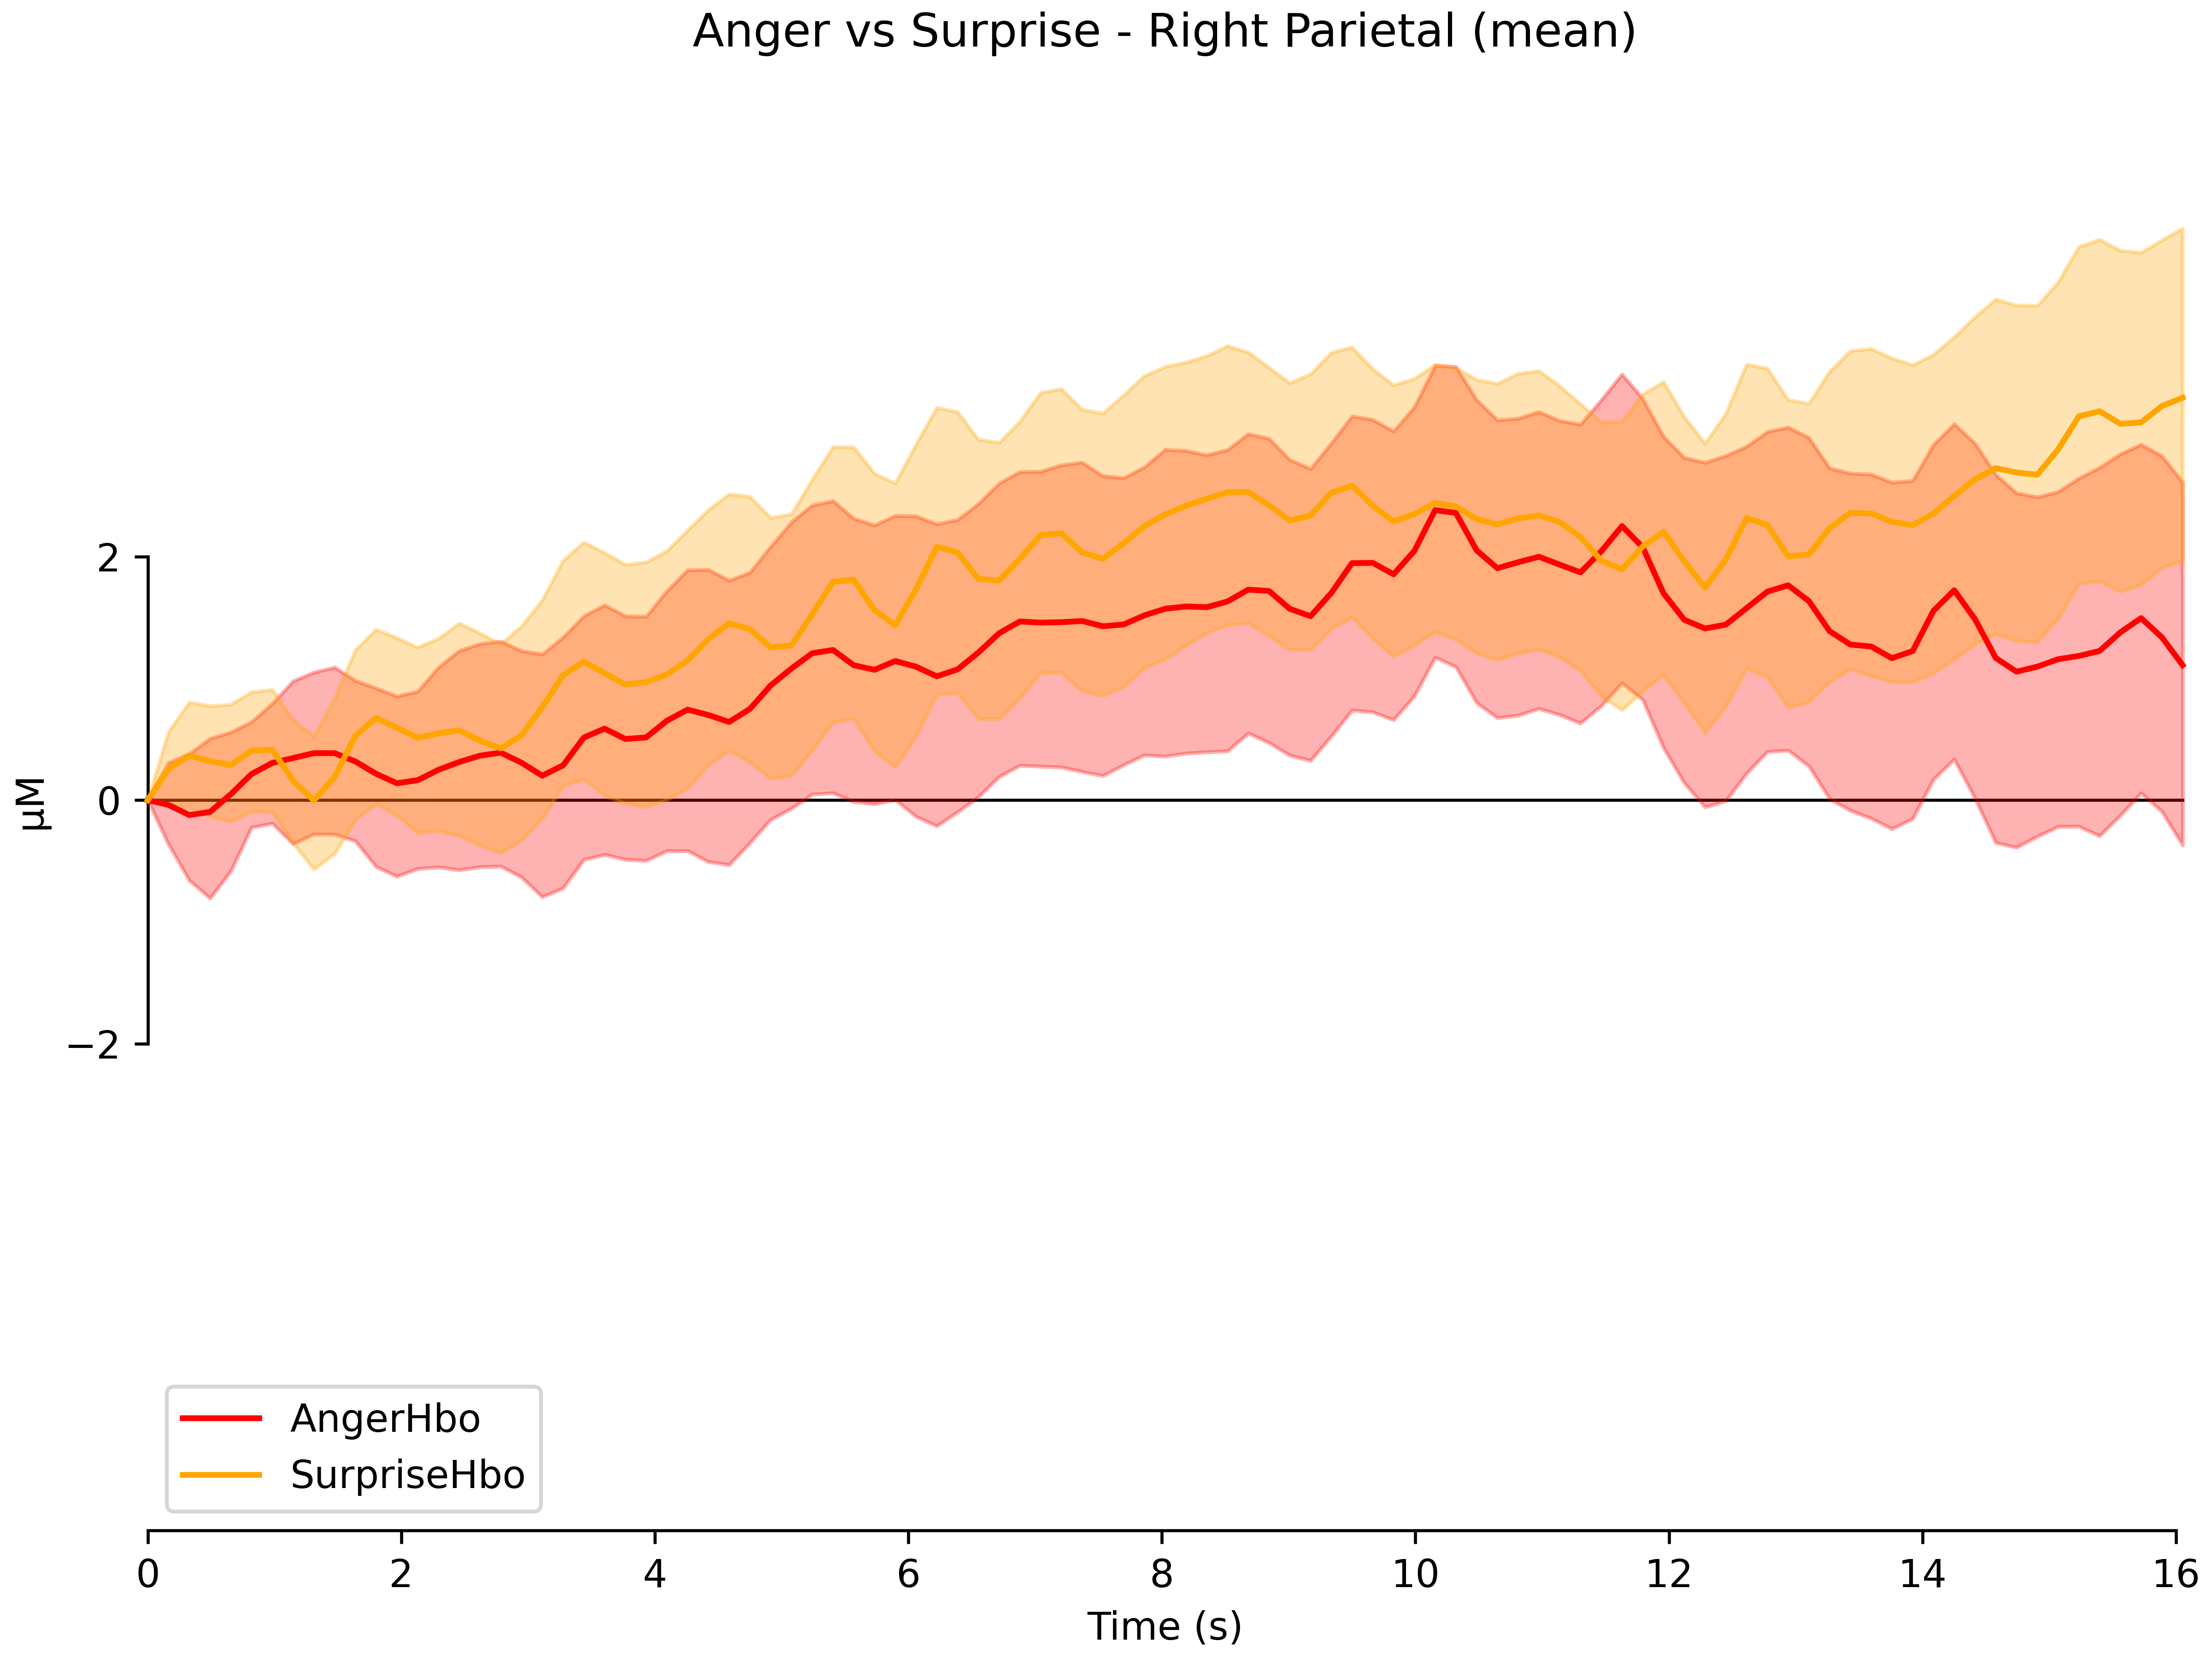 Anger vs Surprise - Right Parietal (mean)
2
0
−2
µM
AngerHbo
SurpriseHbo
0 2 4 6 8 10 12 14 16
Time (s)